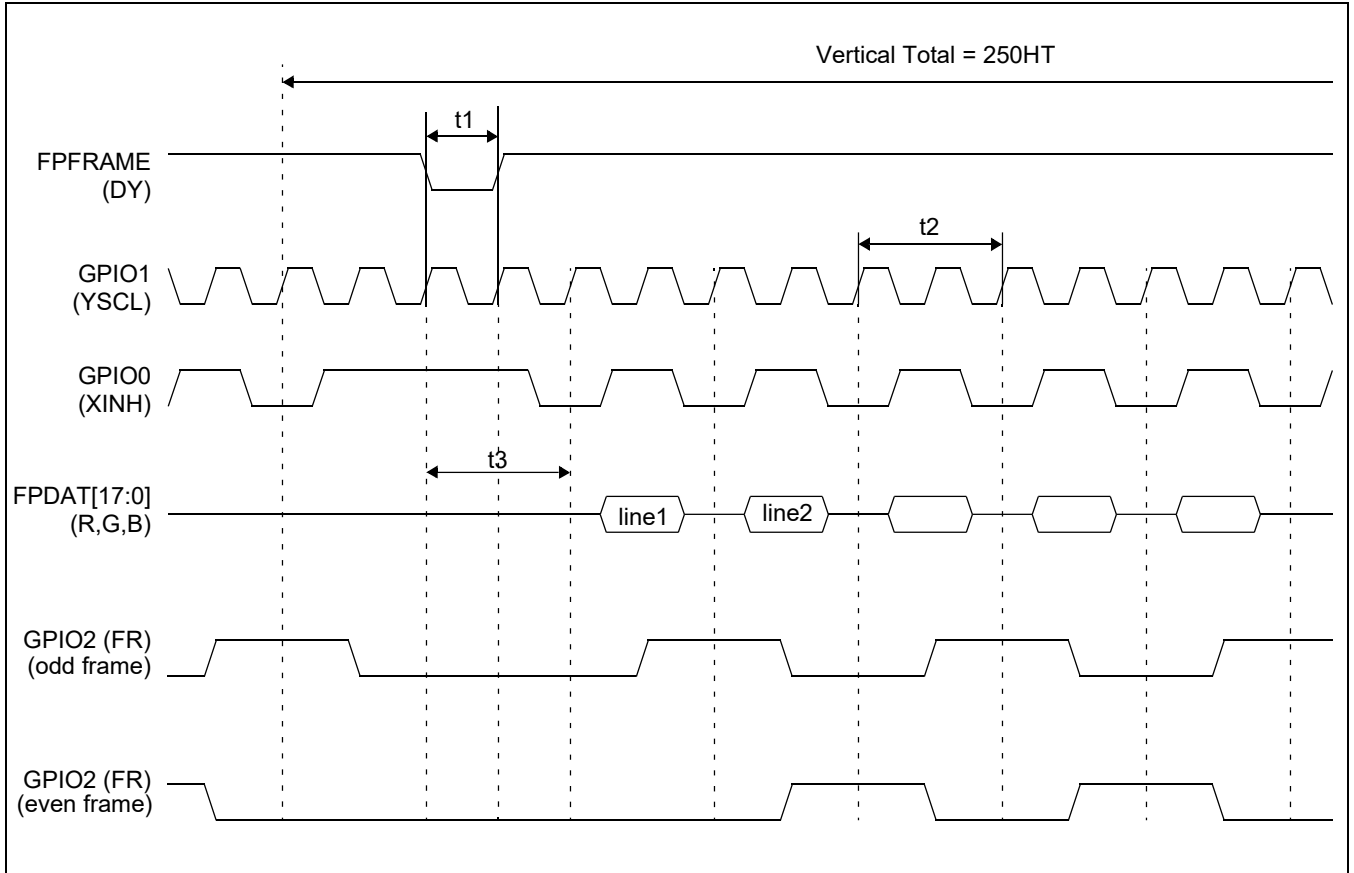 Vertical Total = 250HT
t1
FPFRAME
(DY)
t2
GPIO1
(YSCL)
GPIO0
(XINH)
t3
FPDAT[17:0]
(R,G,B)
line1
line2
GPIO2 (FR)
(odd frame)
GPIO2 (FR)
(even frame)